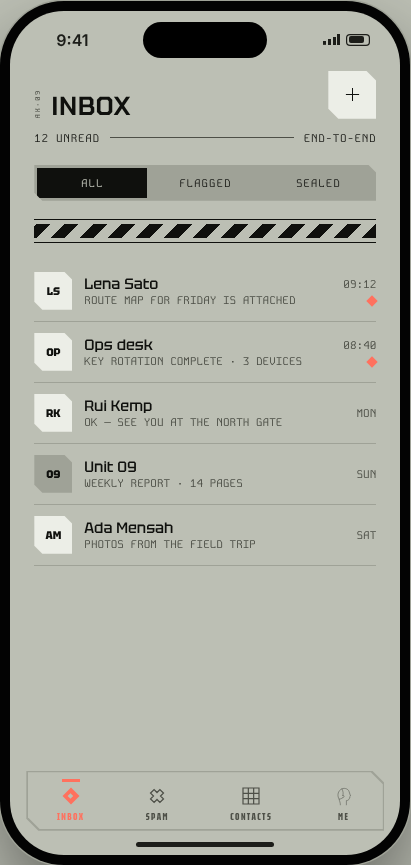 9:41
RK·09
INBOX
+
12 UNREAD
END-TO-END
ALL
FLAGGED
SEALED
LS
Lena Sato
09:12
ROUTE MAP FOR FRIDAY IS ATTACHED
OP
Ops desk
08:40
KEY ROTATION COMPLETE · 3 DEVICES
RK
Rui Kemp
MON
OK — SEE YOU AT THE NORTH GATE
09
Unit 09
SUN
WEEKLY REPORT · 14 PAGES
AM
Ada Mensah
SAT
PHOTOS FROM THE FIELD TRIP
INBOX
SPAM
CONTACTS
ME